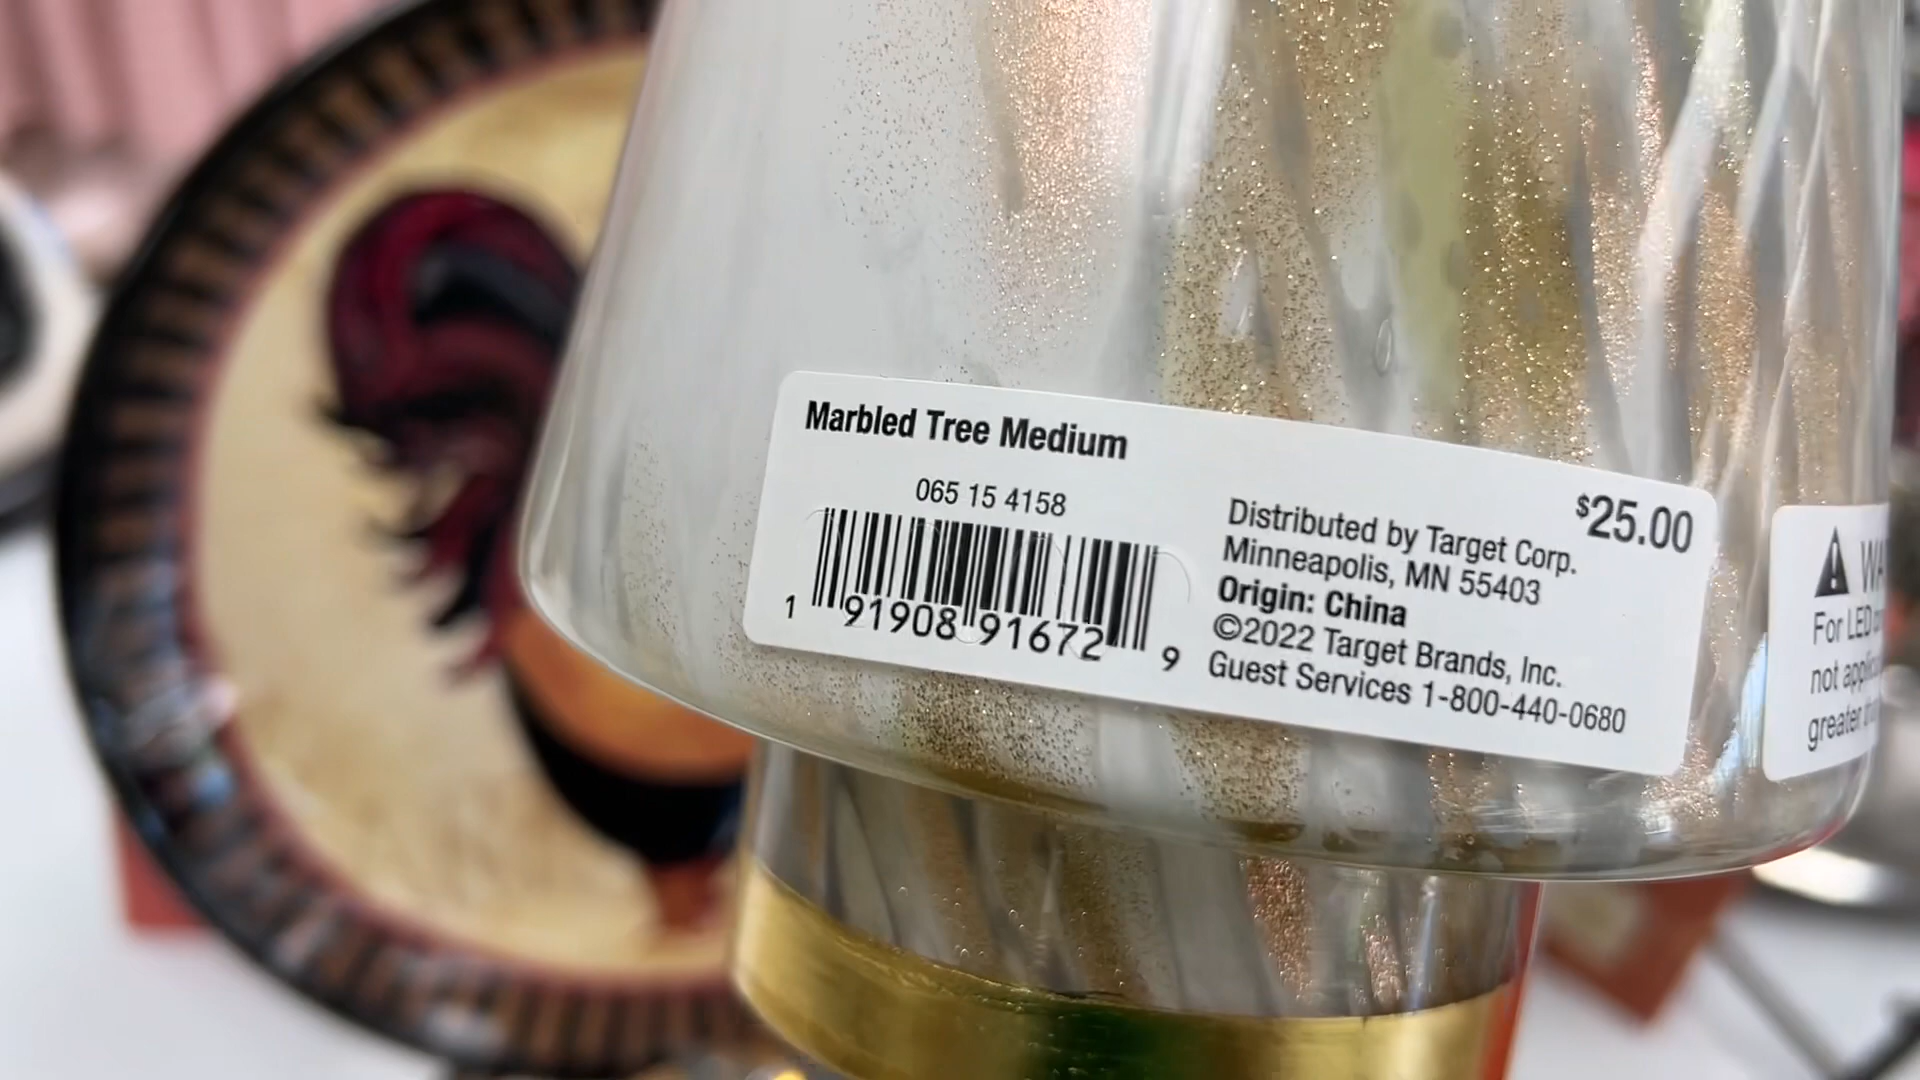 Marbled Tree Medium
065 15 4158
1 91908 91672 9
$25.00
Distributed by Target Corp.
Minneapolis, MN 55403
Origin: China
©2022 Target Brands, Inc.
Guest Services 1-800-440-0680
For LED
not
greater